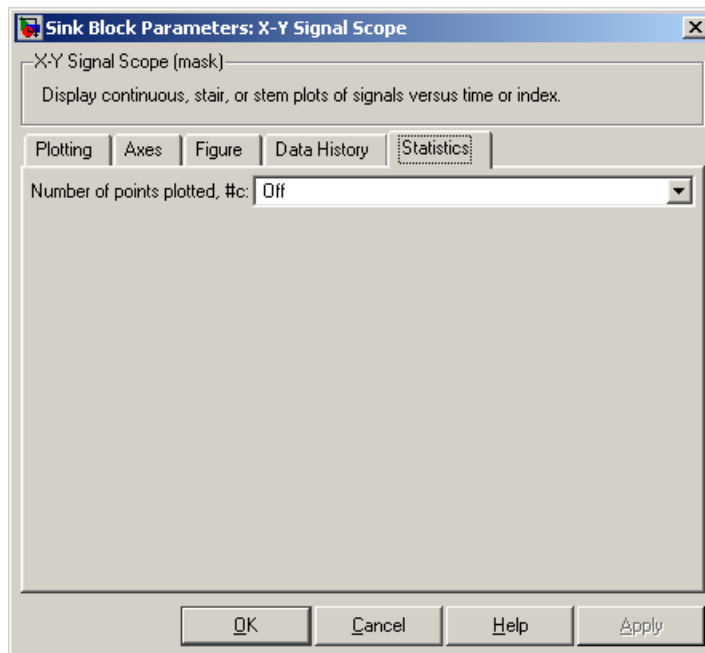 Sink Block Parameters: X-Y Signal Scope
X-Y Signal Scope (mask)
Display continuous, stair, or stem plots of signals versus time or index.
Plotting Axes Figure Data History Statistics
Number of points plotted, #c: Off
OK Cancel Help Apply